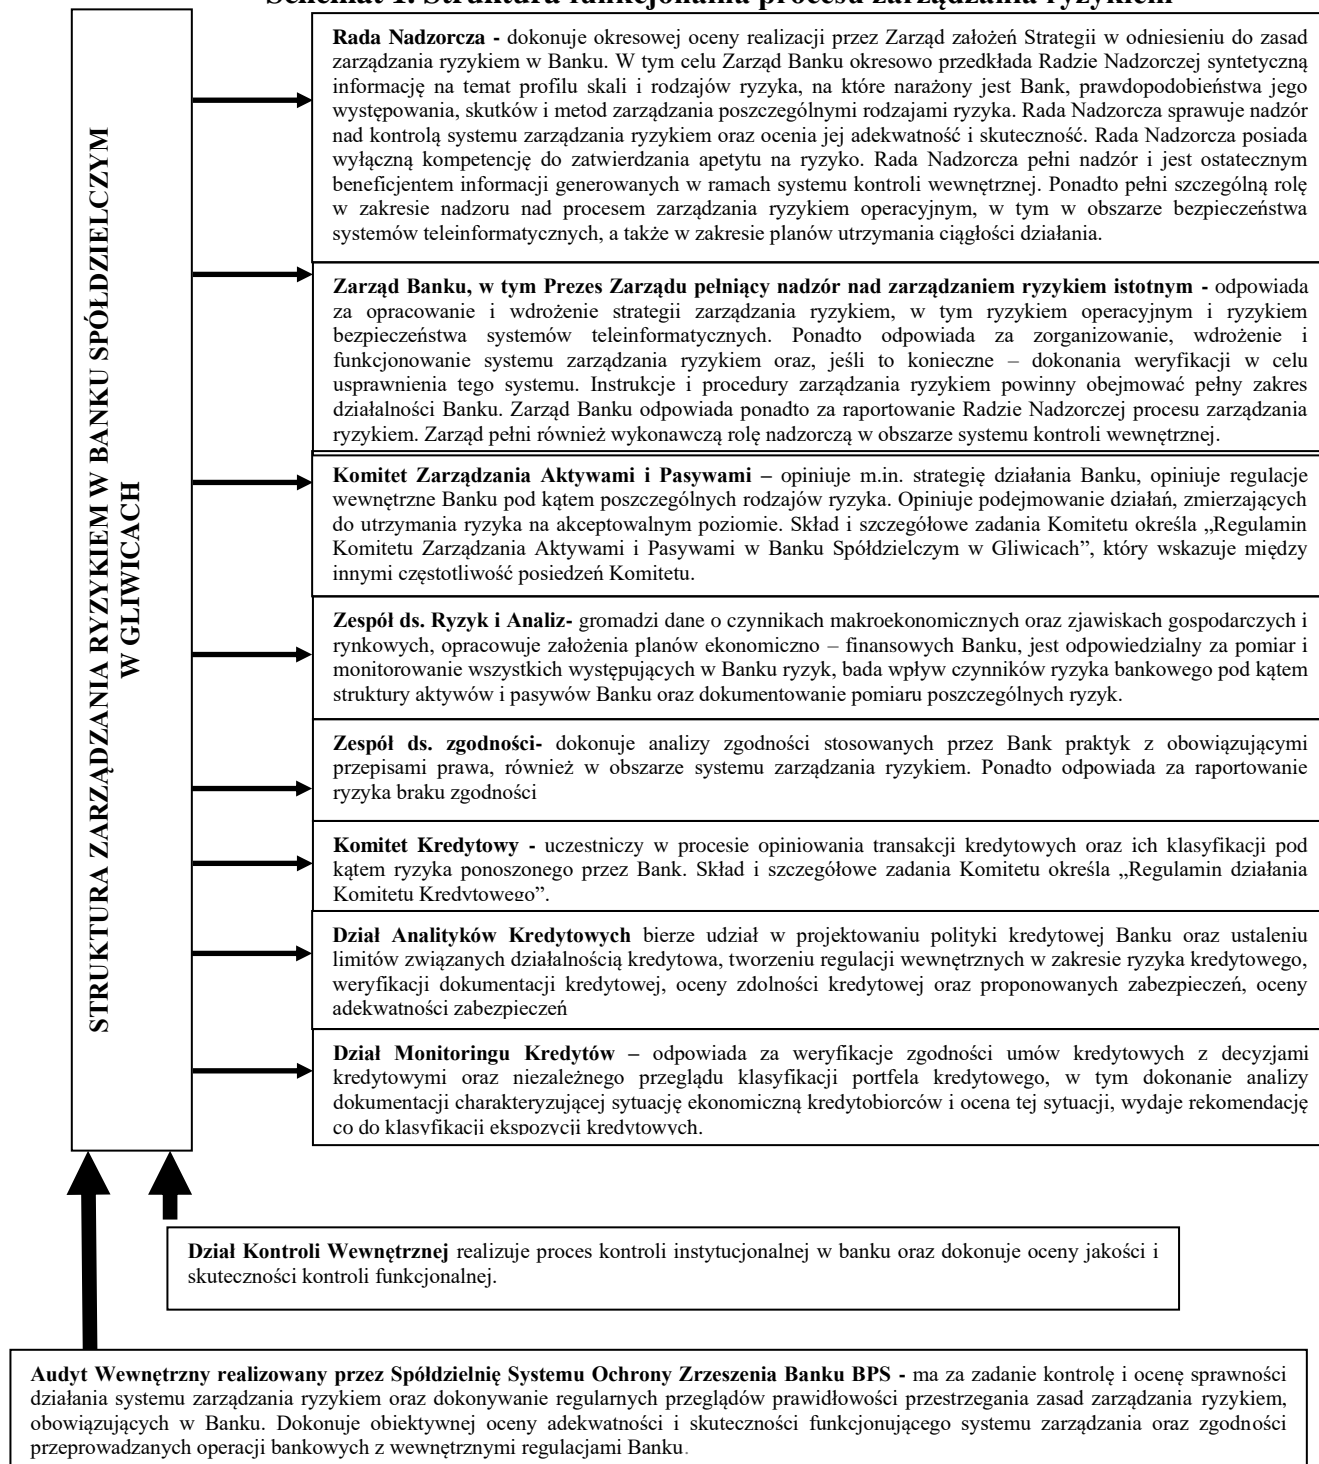 Schemat 1. Struktura funkcjonalna procesu zarządzania ryzykiem
STRUKTURA ZARZĄDZANIA RYZYKIEM W BANKU SPÓŁDZIELCZYM
W GLIWICACH
Rada Nadzorcza - dokonuje okresowej oceny realizacji przez Zarząd założeń Strategii w odniesieniu do zasad
zarządzania ryzykiem w Banku. W tym celu Zarząd Banku okresowo przedkłada Radzie Nadzorczej syntetyczną
informację na temat profilu skali i rodzajów ryzyka, na które narażony jest Bank, prawdopodobieństwa jego
występowania, skutków i metod zarządzania poszczególnymi rodzajami ryzyka. Rada Nadzorcza sprawuje nadzór
nad kontrolą systemu zarządzania ryzykiem oraz ocenia jej adekwatność i skuteczność. Rada Nadzorcza posiada
wyłączną kompetencję do zatwierdzania apetytu na ryzyko. Rada Nadzorcza pełni nadzór i jest ostatecznym
beneficjentem informacji generowanych w ramach systemu kontroli wewnętrznej. Ponadto pełni szczególną rolę
w zakresie nadzoru nad procesem zarządzania ryzykiem operacyjnym, w tym w obszarze bezpieczeństwa
systemów teleinformatycznych, a także w zakresie planów utrzymania ciągłości działania.
Zarząd Banku, w tym Prezes Zarządu pełniący nadzór nad zarządzaniem ryzykiem istotnym - odpowiada
za opracowanie i wdrożenie strategii zarządzania ryzykiem, w tym ryzykiem operacyjnym i ryzykiem
bezpieczeństwa systemów teleinformatycznych. Ponadto odpowiada za zorganizowanie, wdrożenie i
funkcjonowanie systemu zarządzania ryzykiem oraz, jeśli to konieczne – dokonania weryfikacji w celu
usprawnienia tego systemu. Instrukcje i procedury zarządzania ryzykiem powinny obejmować pełny zakres
działalności Banku. Zarząd Banku odpowiada ponadto za raportowanie Radzie Nadzorczej procesu zarządzania
ryzykiem. Zarząd pełni również wykonawczą rolę nadzorczą w obszarze systemu kontroli wewnętrznej.
Komitet Zarządzania Aktywami i Pasywami – opiniuje m.in. strategię działania Banku, opiniuje regulacje
wewnętrzne Banku pod kątem poszczególnych rodzajów ryzyka. Opiniuje podejmowanie działań, zmierzających
do utrzymania ryzyka na akceptowalnym poziomie. Skład i szczegółowe zadania Komitetu określa „Regulamin
Komitetu Zarządzania Aktywami i Pasywami w Banku Spółdzielczym w Gliwicach”, który wskazuje między
innymi częstotliwość posiedzeń Komitetu.
Zespół ds. Ryzyk i Analiz- gromadzi dane o czynnikach makroekonomicznych oraz zjawiskach gospodarczych i
rynkowych, opracowuje założenia planów ekonomiczno – finansowych Banku, jest odpowiedzialny za pomiar i
monitorowanie wszystkich występujących w Banku ryzyk, bada wpływ czynników ryzyka bankowego pod kątem
struktury aktywów i pasywów Banku oraz dokumentowanie pomiaru poszczególnych ryzyk.
Zespół ds. zgodności- dokonuje analizy zgodności stosowanych przez Bank praktyk z obowiązującymi
przepisami prawa, również w obszarze systemu zarządzania ryzykiem. Ponadto odpowiada za raportowanie
ryzyka braku zgodności
Komitet Kredytowy - uczestniczy w procesie opiniowania transakcji kredytowych oraz ich klasyfikacji pod
kątem ryzyka ponoszonego przez Bank. Skład i szczegółowe zadania Komitetu określa „Regulamin działania
Komitetu Kredytowego”.
Dział Analityków Kredytowych bierze udział w projektowaniu polityki kredytowej Banku oraz ustaleniu
limitów związanych działalnością kredytowa, tworzeniu regulacji wewnętrznych w zakresie ryzyka kredytowego,
weryfikacji dokumentacji kredytowej, oceny zdolności kredytowej oraz proponowanych zabezpieczeń, oceny
adekwatności zabezpieczeń
Dział Monitoringu Kredytów – odpowiada za weryfikacje zgodności umów kredytowych z decyzjami
kredytowymi oraz niezależnego przeglądu klasyfikacji portfela kredytowego, w tym dokonanie analizy
dokumentacji charakteryzującej sytuację ekonomiczną kredytobiorców i ocena tej sytuacji, wydaje rekomendację
co do klasyfikacji ekspozycji kredytowych.
Dział Kontroli Wewnętrznej realizuje proces kontroli instytucjonalnej w banku oraz dokonuje oceny jakości i
skuteczności kontroli funkcjonalnej.
Audyt Wewnętrzny realizowany przez Spółdzielnię Systemu Ochrony Zrzeszenia Banku BPS - ma za zadanie kontrolę i ocenę sprawności
działania systemu zarządzania ryzykiem oraz dokonywanie regularnych przeglądów prawidłowości przestrzegania zasad zarządzania ryzykiem,
obowiązujących w Banku. Dokonuje obiektywnej oceny adekwatności i skuteczności funkcjonującego systemu zarządzania oraz zgodności
przeprowadzanych operacji bankowych z wewnętrznymi regulacjami Banku.